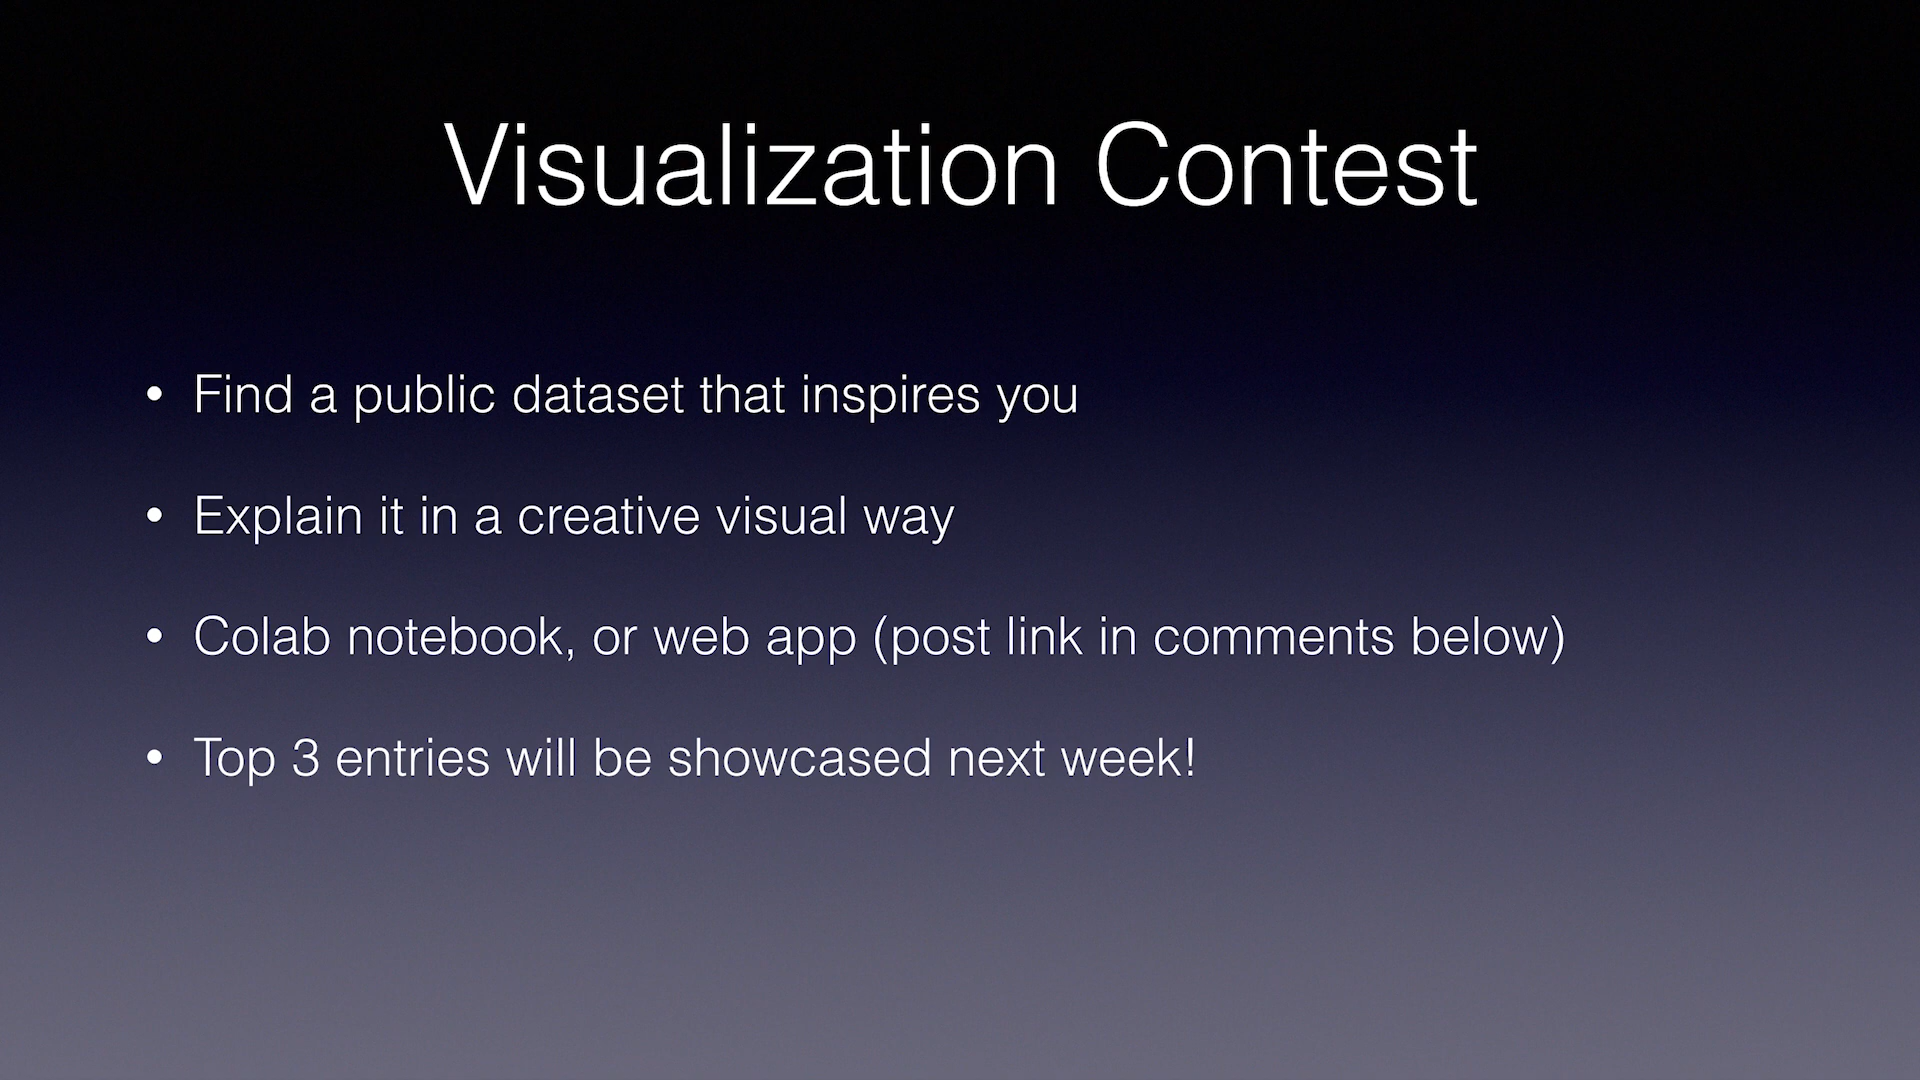 Visualization Contest
• Find a public dataset that inspires you
• Explain it in a creative visual way
• Colab notebook, or web app (post link in comments below)
• Top 3 entries will be showcased next week!